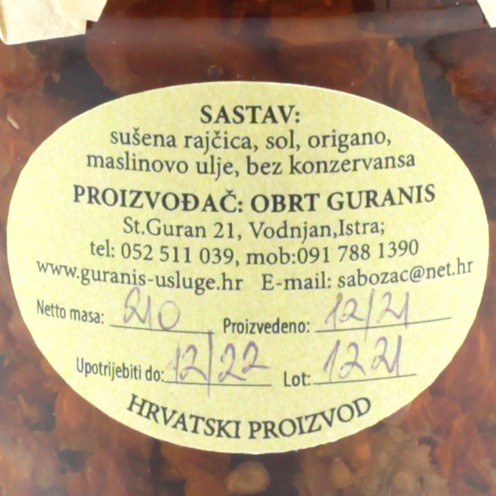 SASTAV:
sušena rajčica, sol, origano,
maslinovo ulje, bez konzervansa
PROIZVOĐAČ: OBRT GURANIS
St.Guran 21, Vodnjan,Istra;
tel: 052 511 039, mob:091 788 1390
www.guranis-usluge.hr E-mail: sabozac@net.hr
Netto masa: 210 Proizvedeno: 12/21
Upotrijebiti do: 12/22 Lot: 1221
HRVATSKI PROIZVOD